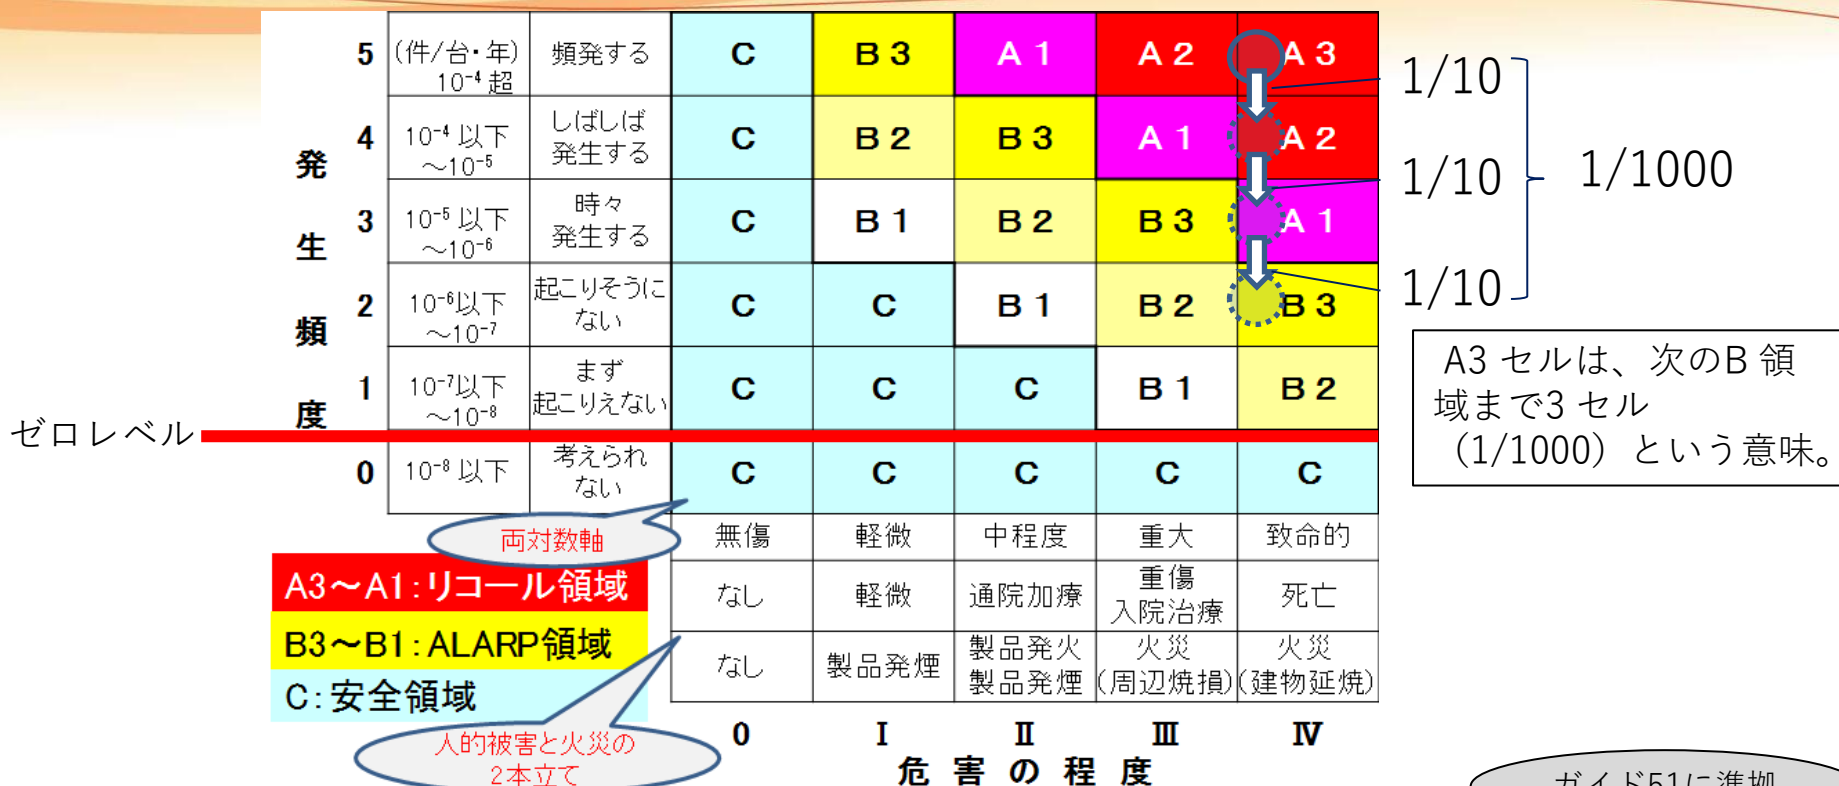 5 (件/台・年) 頻発する C B3 A1 A2 A3
10⁻⁴ 超
4 10⁻⁴ 以下 しばしば C B2 B3 A1 A2
～10⁻⁵ 発生する
3 10⁻⁵ 以下 時々 C B1 B2 B3 A1
～10⁻⁶ 発生する
2 10⁻⁶以下 起こりそうに C C B1 B2 B3
～10⁻⁷ ない
1 10⁻⁷以下 まず C C C B1 B2
～10⁻⁸ 起こりえない
0 10⁻⁸ 以下 考えられ C C C C C
ない
発生頻度
ゼロレベル
1/10
1/10
1/10
1/1000
A3 セルは、次のB 領
域まで3 セル
（1/1000）という意味。
両対数軸
無傷 軽微 中程度 重大 致命的
なし 軽微 通院加療 重傷 死亡
入院治療
なし 製品発煙 製品発火 火災 火災
製品発煙 (周辺焼損) (建物延焼)
A3～A1:リコール領域
B3～B1:ALARP領域
C:安全領域
人的被害と火災の
2本立て
0 Ⅰ Ⅱ Ⅲ Ⅳ
危害の程度
ガイド51に準拠